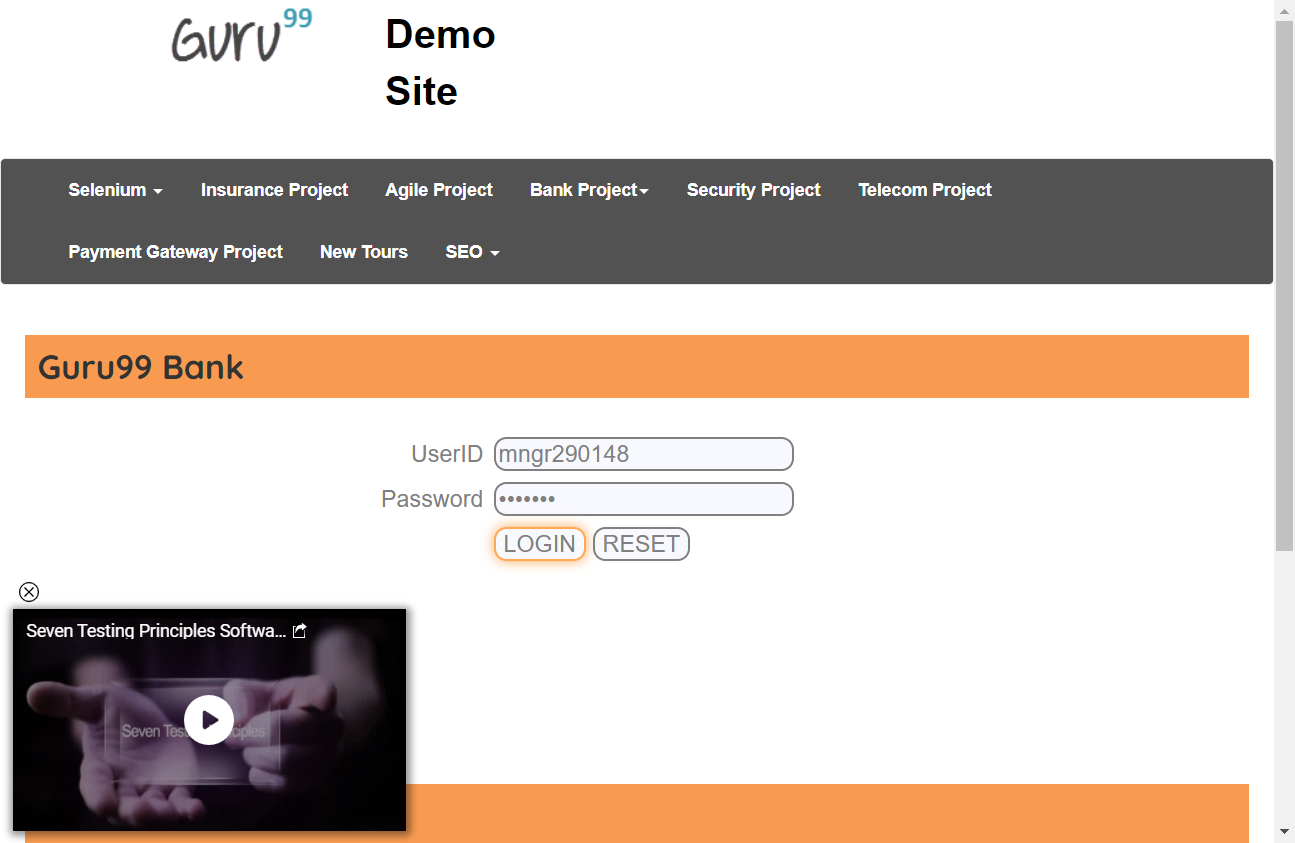 Guru99
Demo
Site
Selenium Insurance Project Agile Project Bank Project Security Project Telecom Project
Payment Gateway Project New Tours SEO
Guru99 Bank
UserID mngr290148
Password •••••••
LOGIN RESET
Seven Testing Principles Softwa...
Seven Tes ciples